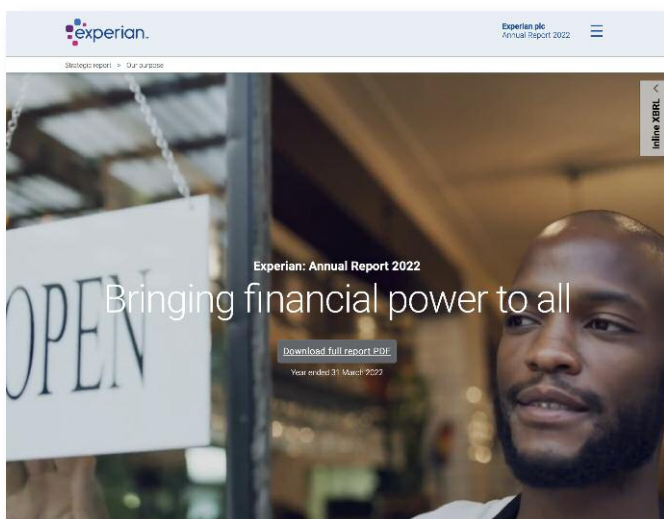 experian.
Experian plc
Annual Report 2022
Strategic report > Our purpose
Inline XBRL
OPEN
Experian: Annual Report 2022
Bringing financial power to all
Download full report PDF
Year ended 31 March 2022